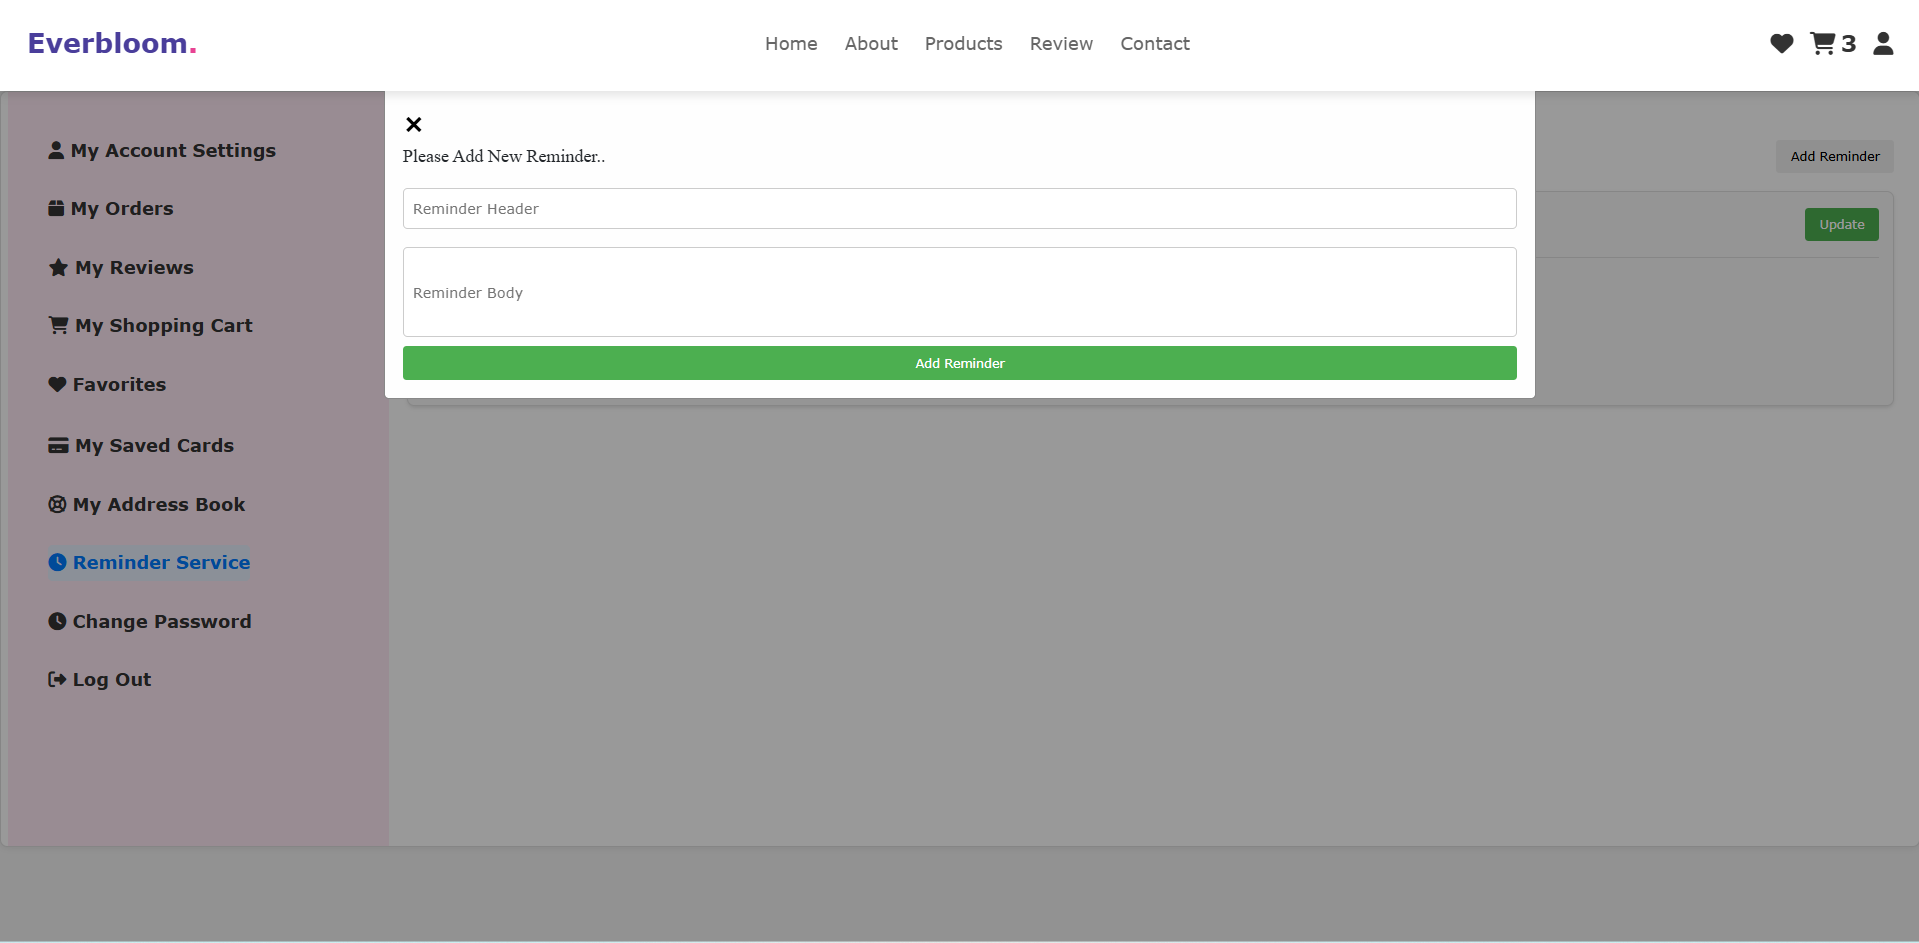 Everbloom.
Home About Products Review Contact
3
My Account Settings
My Orders
My Reviews
My Shopping Cart
Favorites
My Saved Cards
My Address Book
Reminder Service
Change Password
Log Out
Please Add New Reminder..
Reminder Header
Reminder Body
Add Reminder
Add Reminder
Update